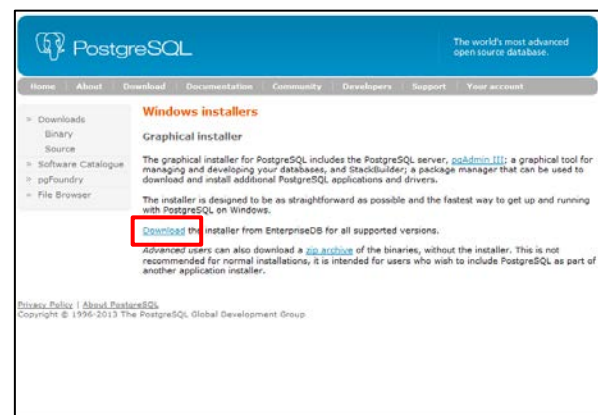 PostgreSQL
The world's most advanced
open source database.
Home About Download Documentation Community Developers Support Your account
» Downloads
Binary
Source
» Software Catalogue
» pgFoundry
» File Browser
Windows installers
Graphical installer
The graphical installer for PostgreSQL includes the PostgreSQL server, pgAdmin III; a graphical tool for
managing and developing your databases, and StackBuilder; a package manager that can be used to
download and install additional PostgreSQL applications and drivers.
The installer is designed to be as straightforward as possible and the fastest way to get up and running
with PostgreSQL on Windows.
Download the installer from EnterpriseDB for all supported versions.
Advanced users can also download a zip archive of the binaries, without the installer. This is not
recommended for normal installations, it is intended for users who wish to include PostgreSQL as part of
another application installer.
Privacy Policy | About PostgreSQL
Copyright © 1996-2013 The PostgreSQL Global Development Group